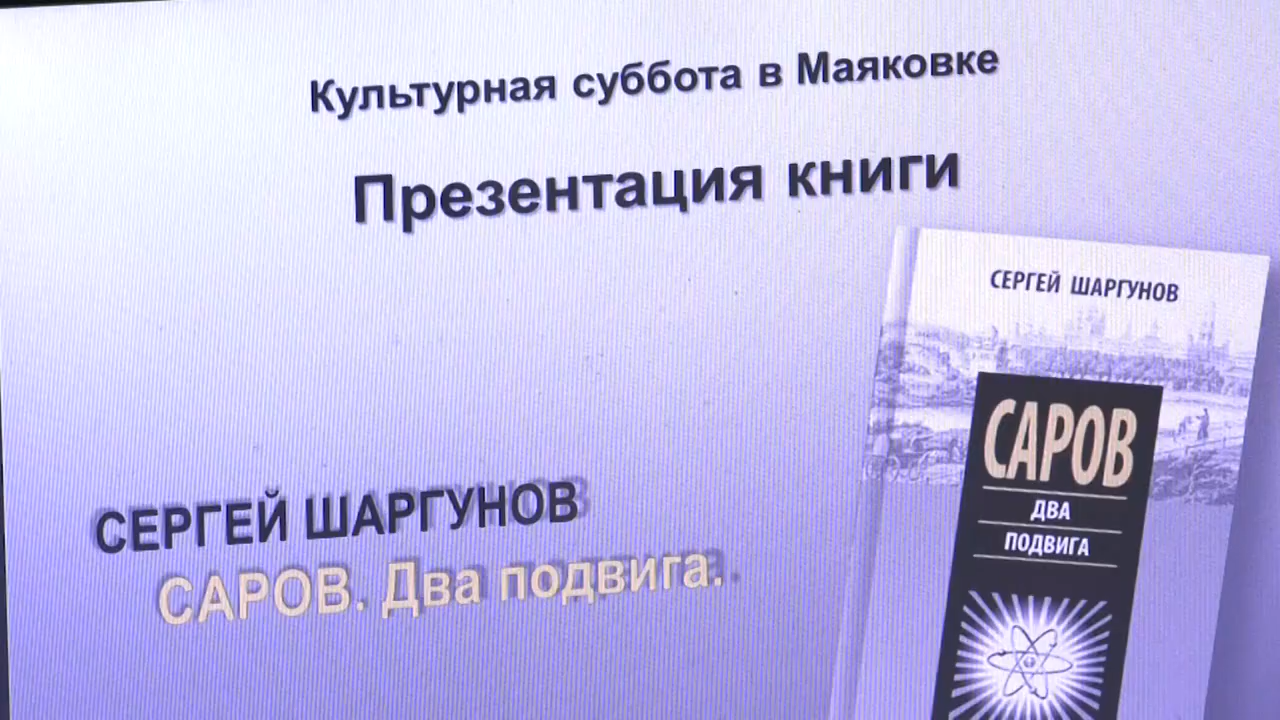 Культурная суббота в Маяковке
Презентация книги
СЕРГЕЙ ШАРГУНОВ
САРОВ
ДВА
ПОДВИГА
СЕРГЕЙ ШАРГУНОВ
САРОВ. Два подвига.